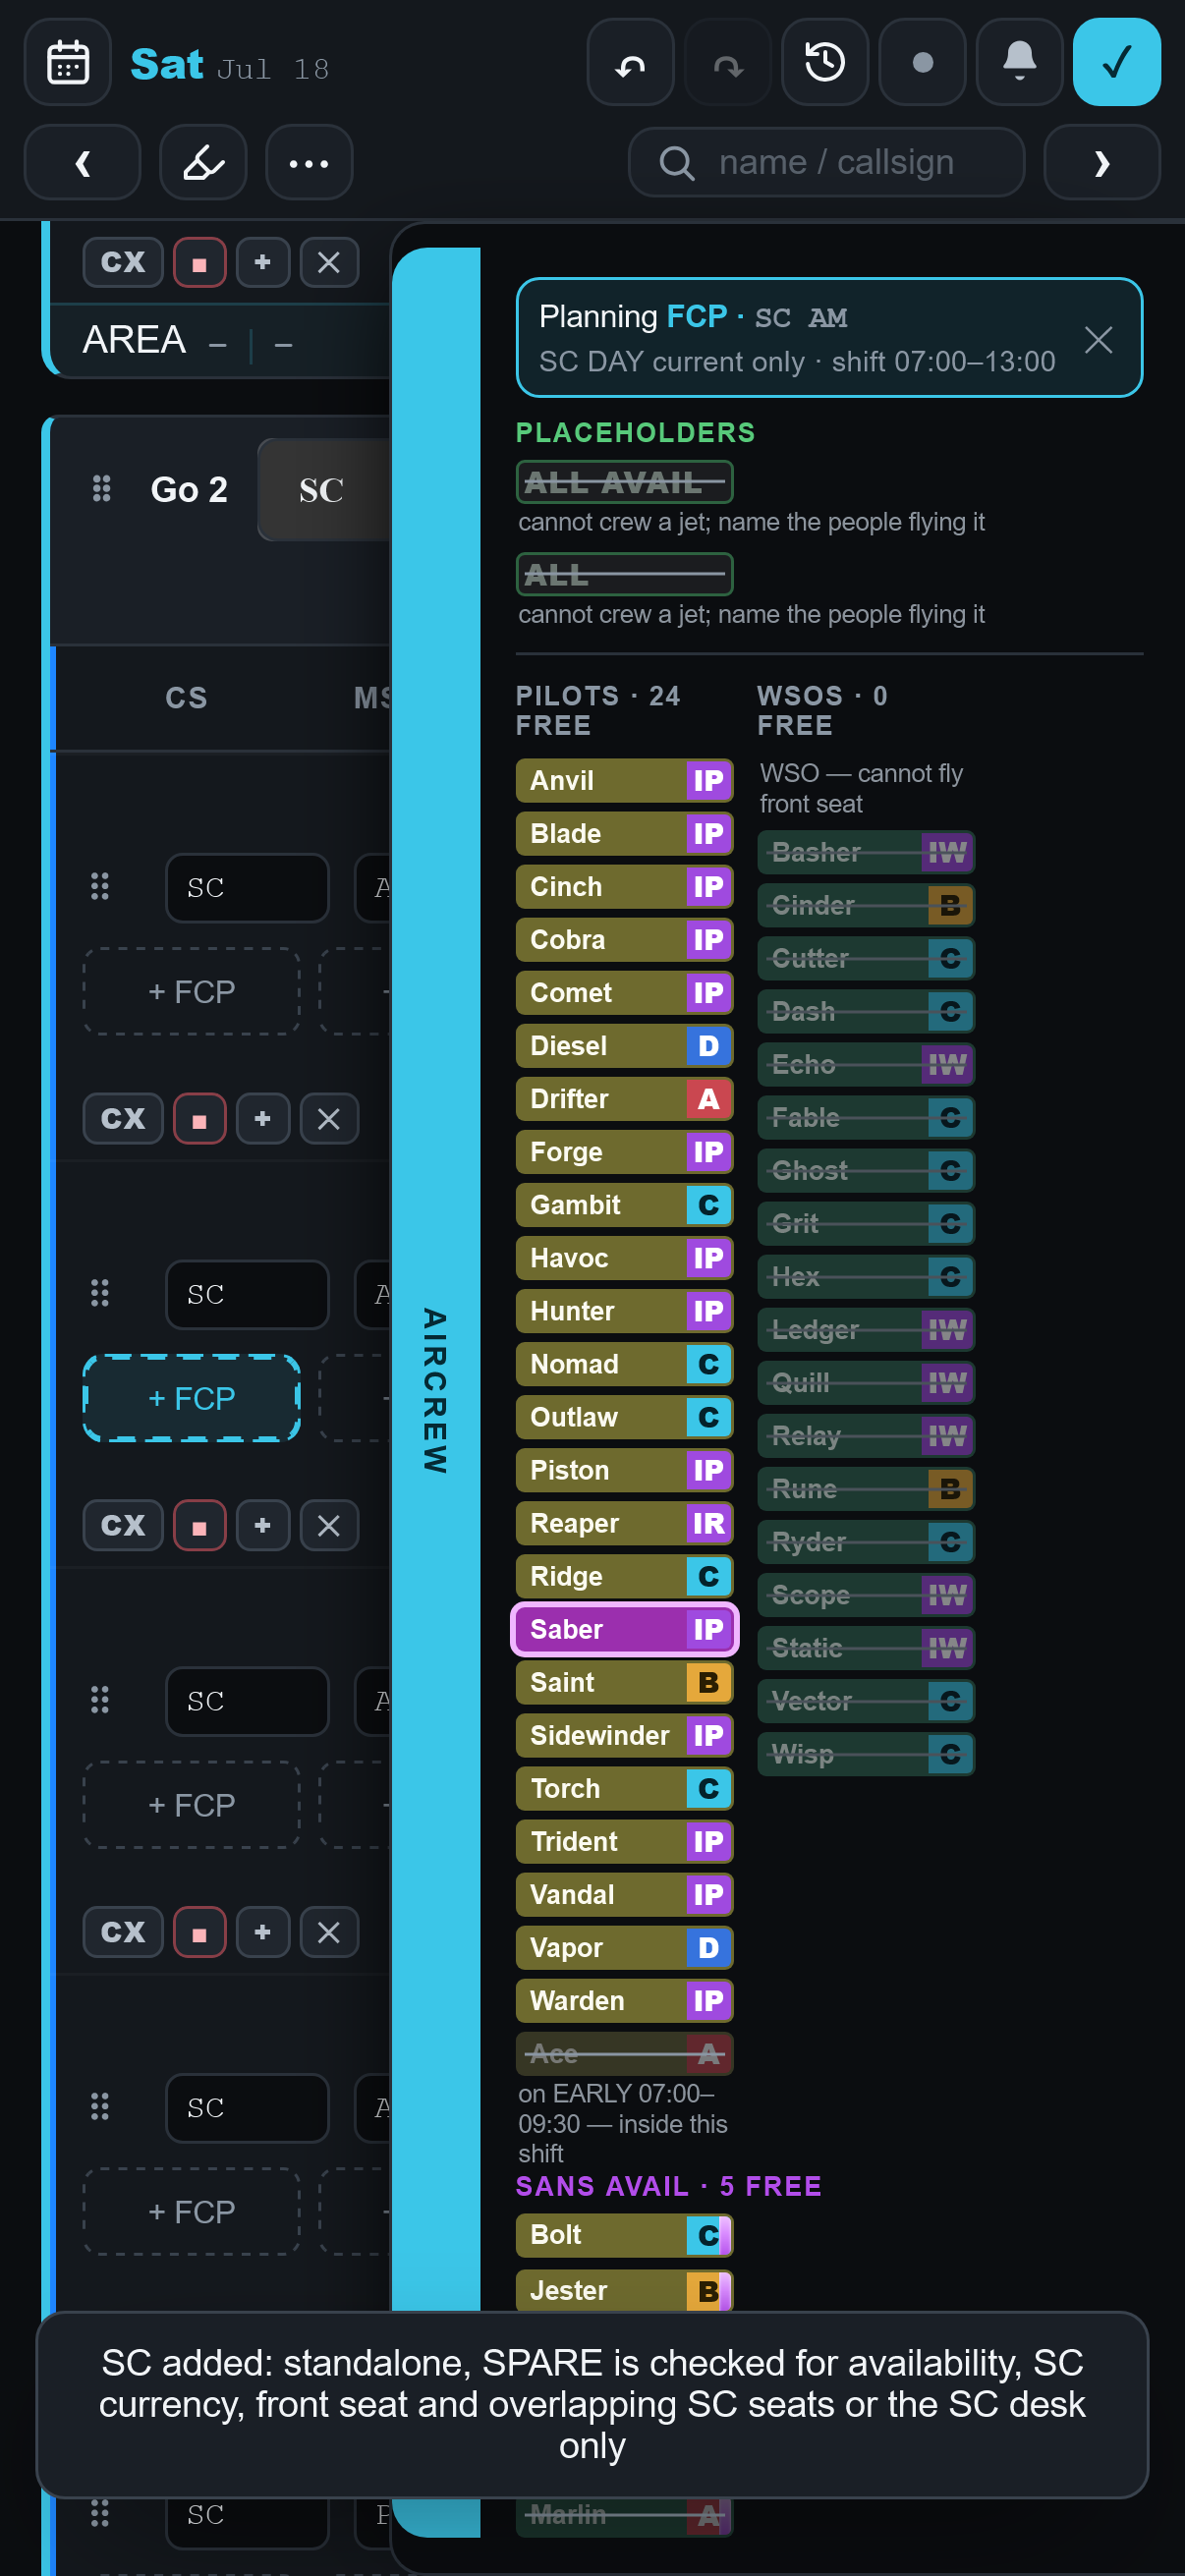 Sat Jul 18
name / callsign
CX
AREA – | –
Go 2 SC
CS
SC
+ FCP
CX
SC
+ FCP
CX
SC
+ FCP
CX
SC
+ FCP
SC
AIRCREW
Planning FCP · SC AM
SC DAY current only · shift 07:00–13:00
PLACEHOLDERS
ALL AVAIL
cannot crew a jet; name the people flying it
ALL
cannot crew a jet; name the people flying it
PILOTS · 24
FREE
Anvil IP
Blade IP
Cinch IP
Cobra IP
Comet IP
Diesel D
Drifter A
Forge IP
Gambit C
Havoc IP
Hunter IP
Nomad C
Outlaw C
Piston IP
Reaper IR
Ridge C
Saber IP
Saint B
Sidewinder IP
Torch C
Trident IP
Vandal IP
Vapor D
Warden IP
Ace A
on EARLY 07:00–
09:30 — inside this
shift
WSOS · 0
FREE
WSO — cannot fly
front seat
Basher IW
Cinder B
Cutter C
Dash C
Echo IW
Fable C
Ghost C
Grit C
Hex C
Ledger IW
Quill IW
Relay IW
Rune B
Ryder C
Scope IW
Static IW
Vector C
Wisp C
SANS AVAIL · 5 FREE
Bolt C
Jester B
Marlin A
SC added: standalone, SPARE is checked for availability, SC
currency, front seat and overlapping SC seats or the SC desk
only